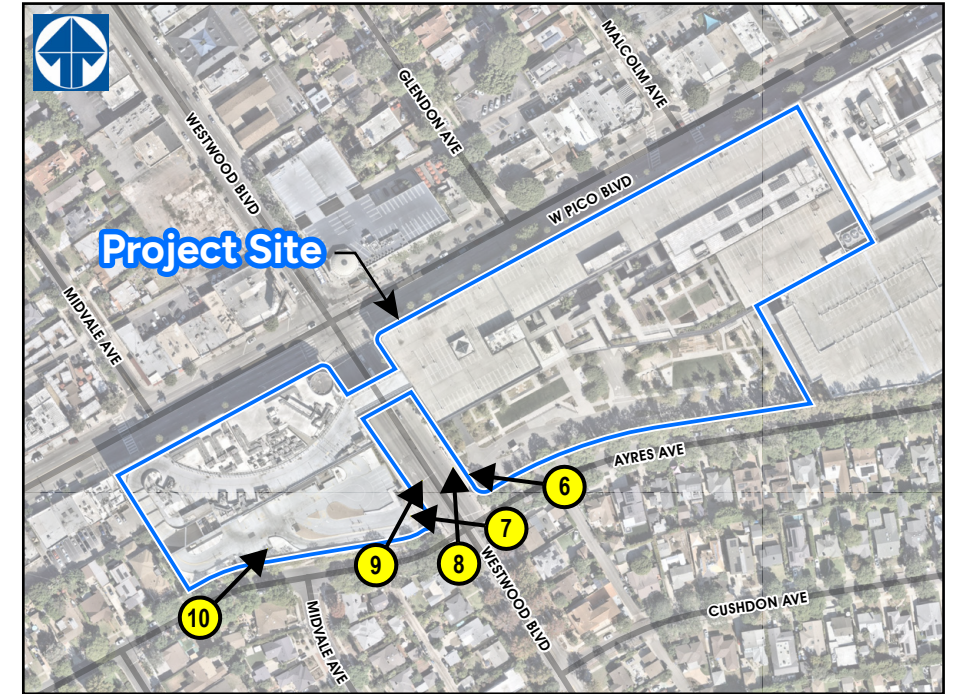 MALCOLM AVE
GLENDON AVE
WESTWOOD BLVD
W PICO BLVD
Project Site
MIDVALE AVE
AYRES AVE
6
7
8
9
WESTWOOD BLVD
CUSHDON AVE
10
MIDVALE AVE